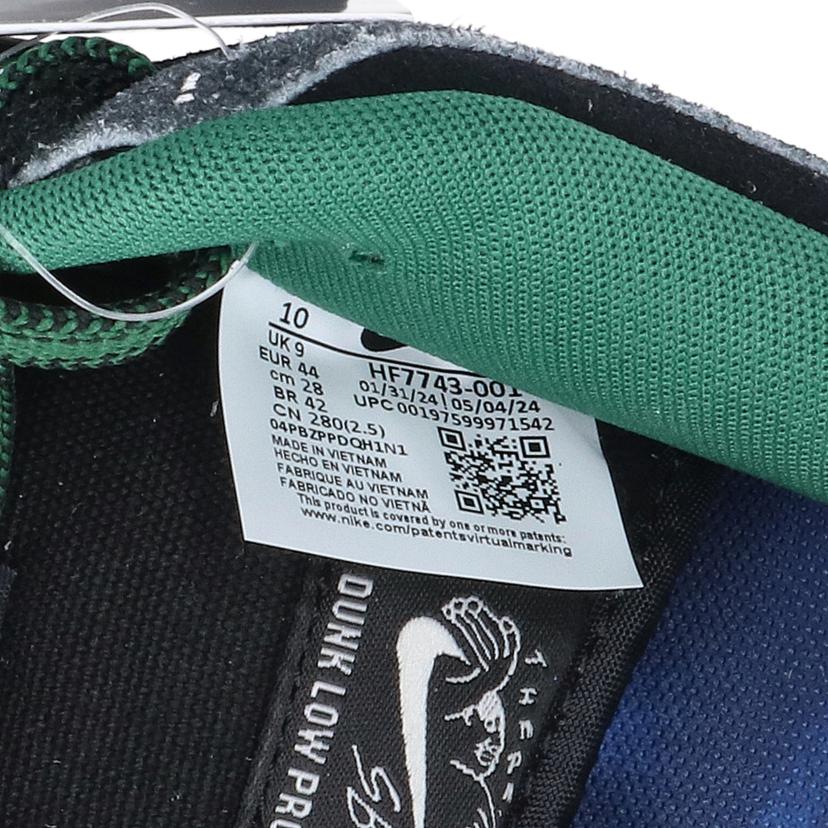 10
UK 9
EUR 44
cm 28
BR 42
CN 280(2.5)
HF7743-001
01/31/24 | 05/04/24
UPC 00197599971542
04PBZPPDQH1N1
MADE IN VIETNAM
HECHO EN VIETNAM
FABRIQUE AU VIETNAM
FABRICADO NO VIETNÃ
This product is covered by one or more patents:
www.nike.com/patentsvirtualmarking
DUNK LOW PRO
SB